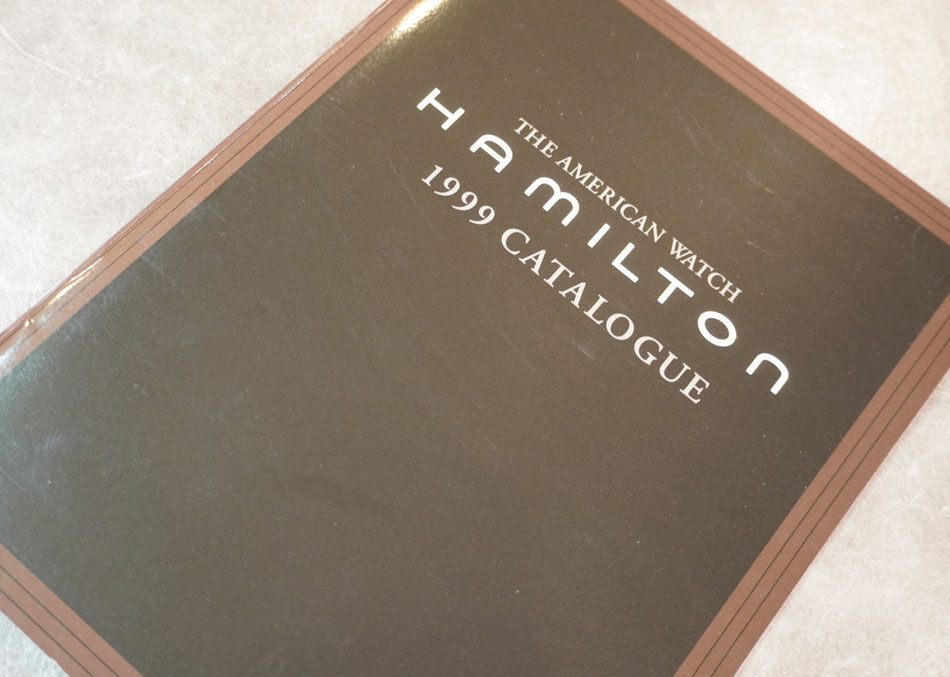 THE AMERICAN WATCH
HAMILTON
1999 CATALOGUE